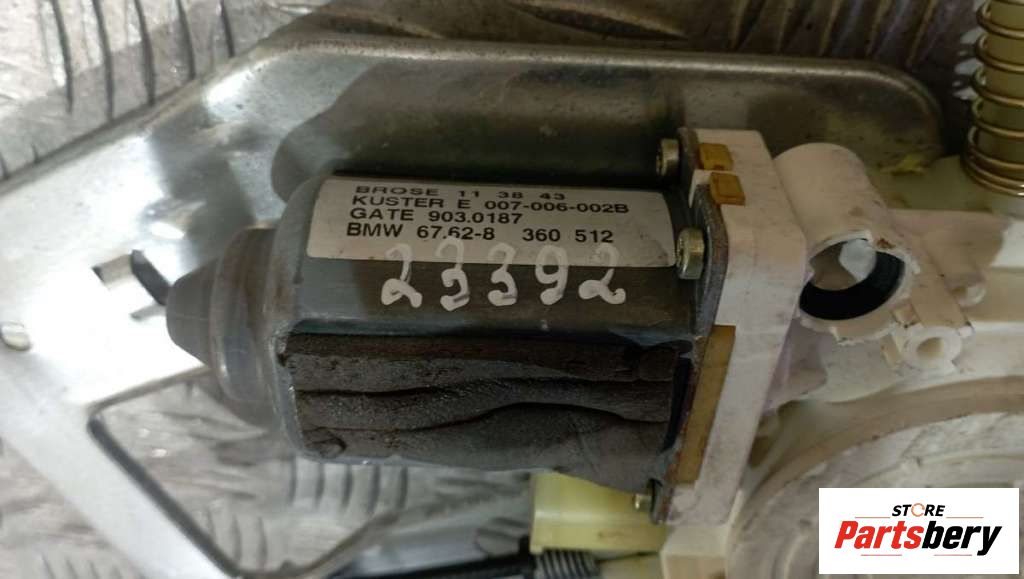 BROSE 11 38 43
KUSTER E 007-006-002B
GATE 903.0187
BMW 67.62-8 360 512
23392
STORE
Partsbery